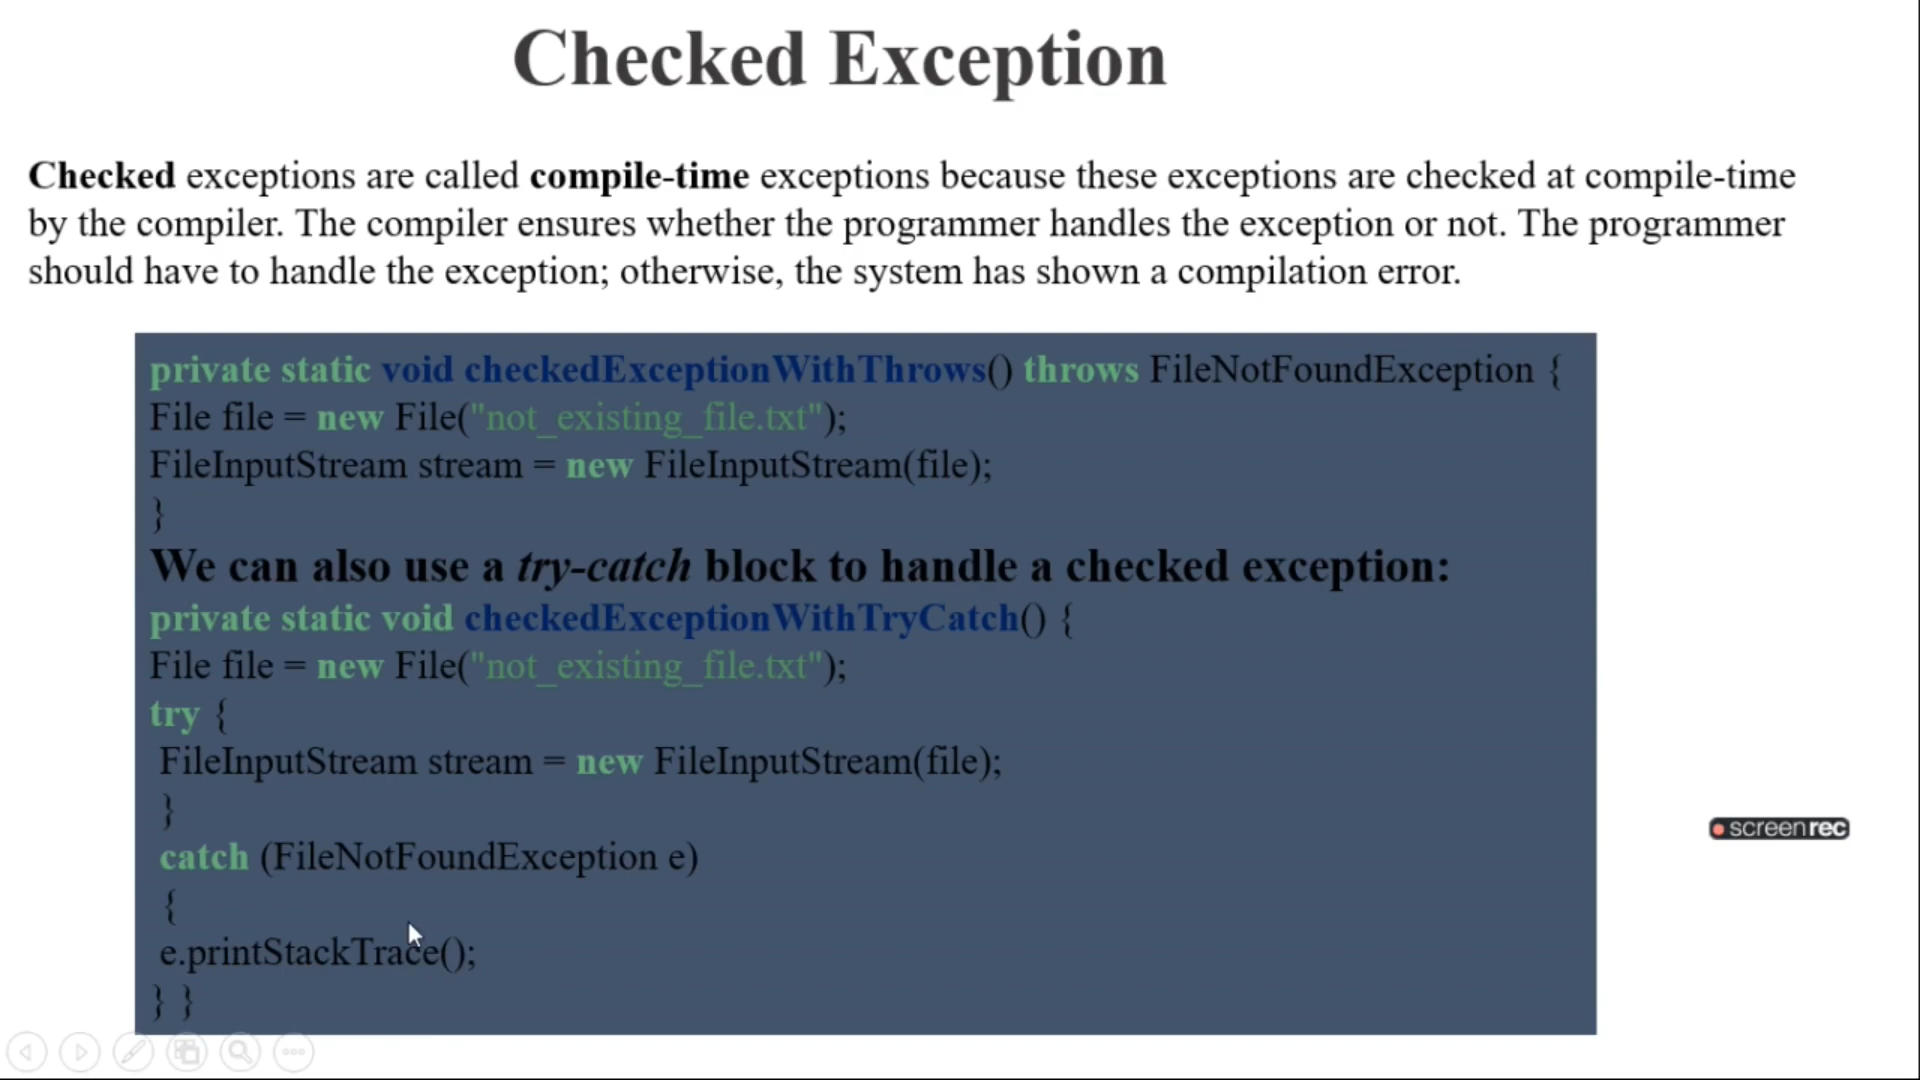 Checked Exception
Checked exceptions are called compile-time exceptions because these exceptions are checked at compile-time
by the compiler. The compiler ensures whether the programmer handles the exception or not. The programmer
should have to handle the exception; otherwise, the system has shown a compilation error.
private static void checkedExceptionWithThrows() throws FileNotFoundException {
File file = new File("not_existing_file.txt");
FileInputStream stream = new FileInputStream(file);
}
We can also use a try-catch block to handle a checked exception:
private static void checkedExceptionWithTryCatch() {
File file = new File("not_existing_file.txt");
try {
FileInputStream stream = new FileInputStream(file);
}
catch (FileNotFoundException e)
{
e.printStackTrace();
} }
screenrec